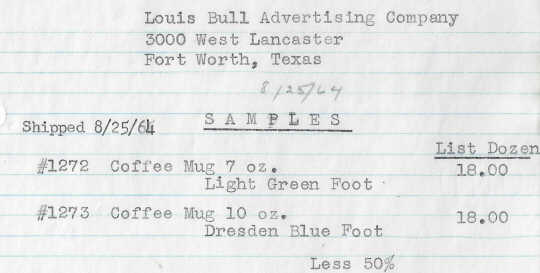 Louis Bull Advertising Company
3000 West Lancaster
Fort Worth, Texas
8/25/64
Shipped 8/25/64 SAMPLES
List Dozen
#1272 Coffee Mug 7 oz. 18.00
Light Green Foot
#1273 Coffee Mug 10 oz. 18.00
Dresden Blue Foot
Less 50%